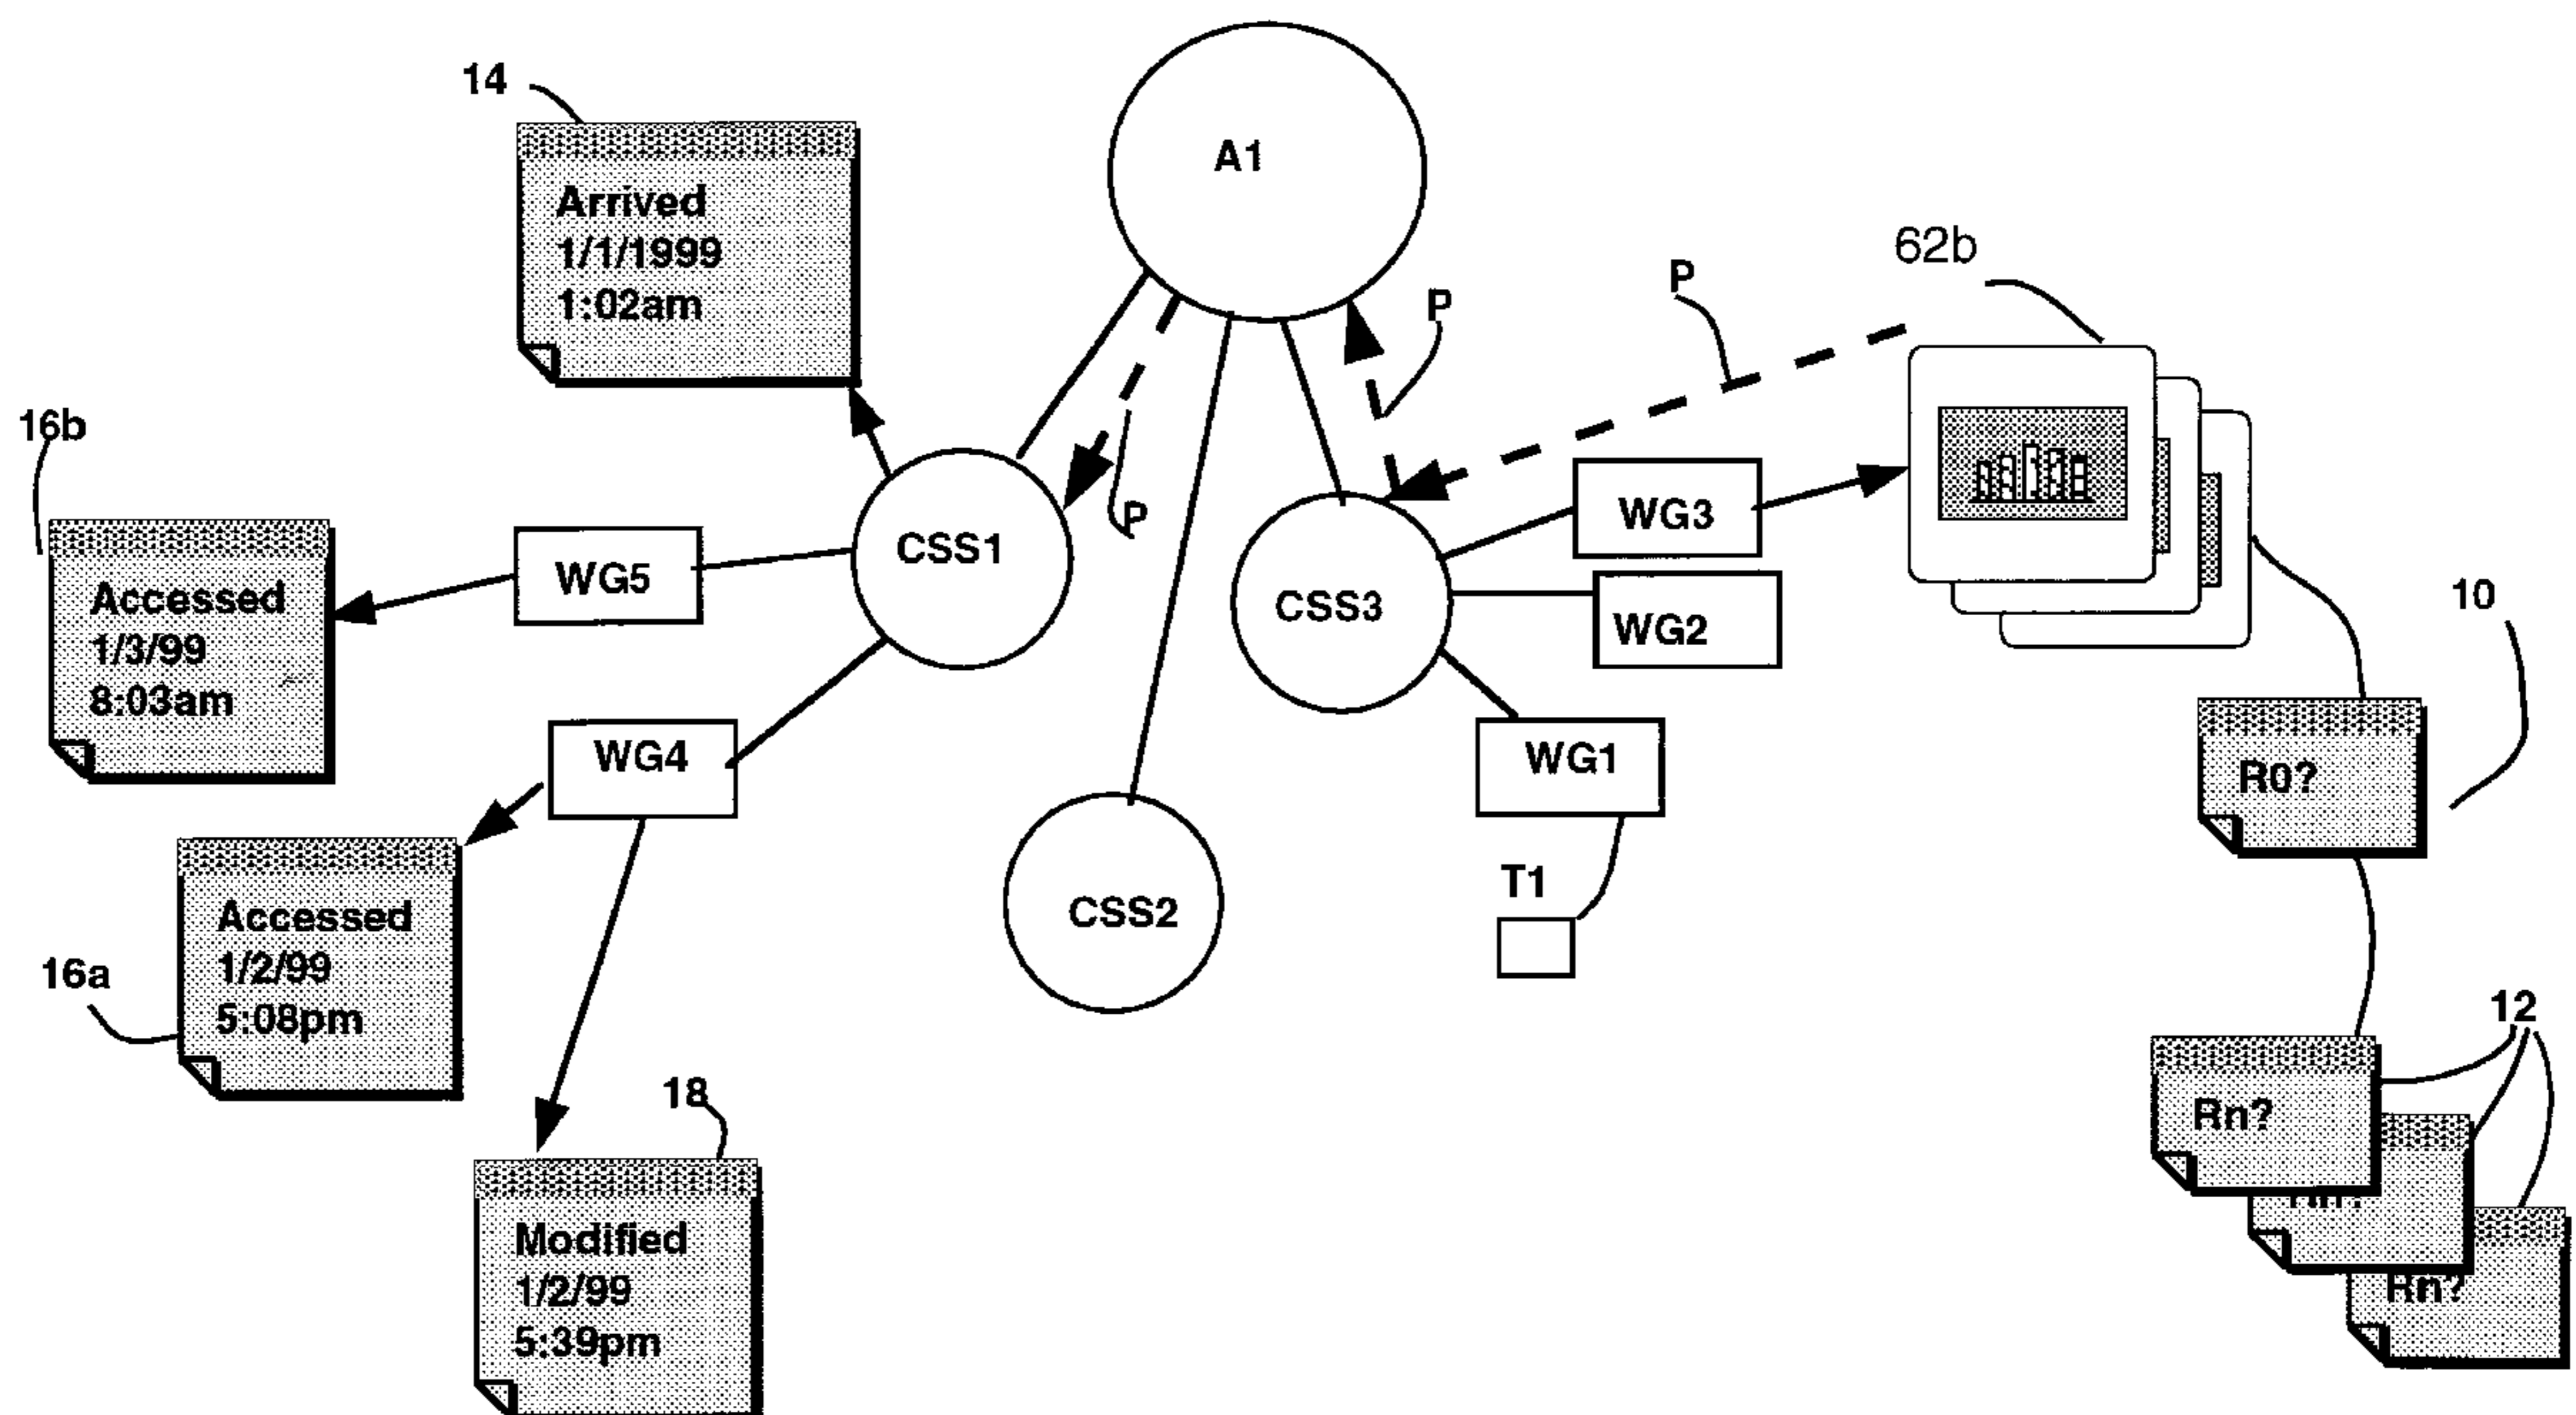 14
A1
Arrived
1/1/1999
1:02am
62b
P
P
16b
CSS1
P
WG3
WG5
CSS3
WG2
10
Accessed
1/3/99
8:03am
WG4
WG1
R0?
T1
CSS2
Accessed
1/2/99
5:08pm
16a
12
18
Rn?
Rn?
Modified
1/2/99
5:39pm